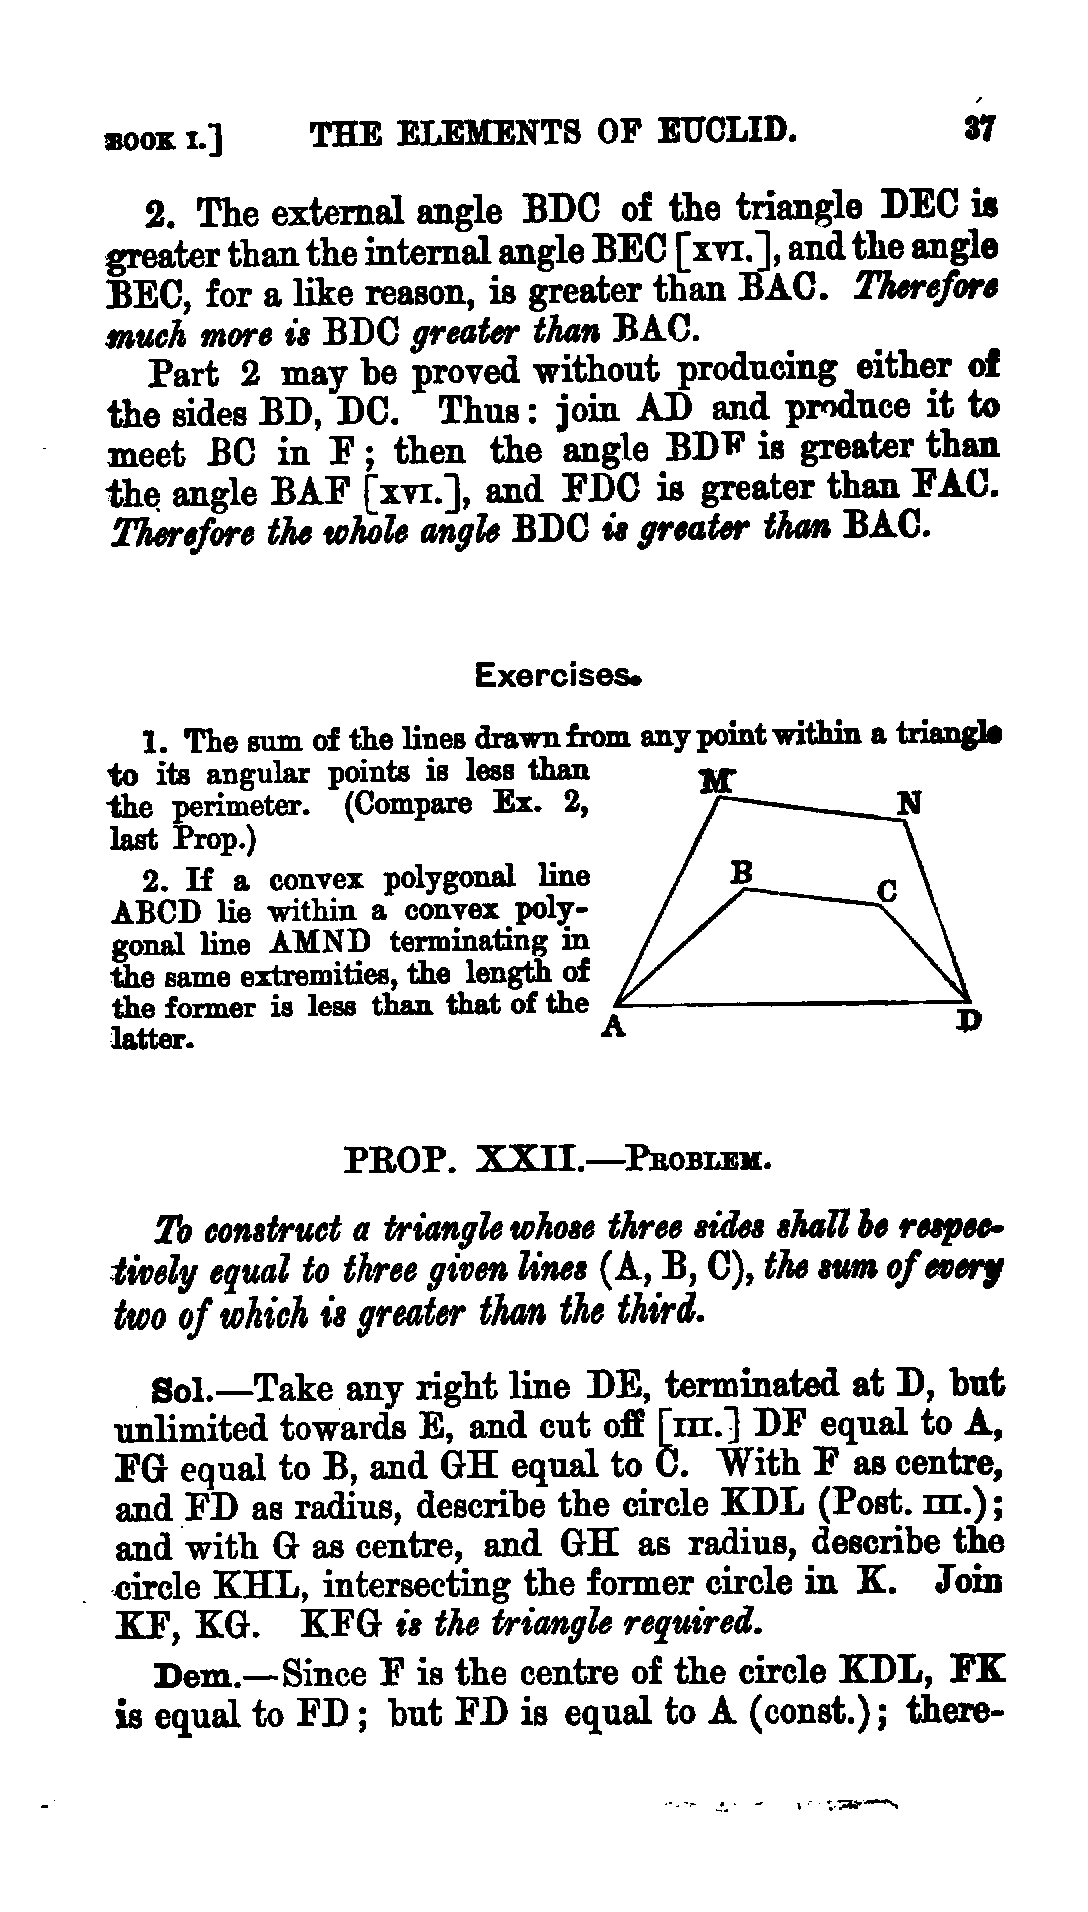 BOOK I.] THE ELEMENTS OF EUCLID. 37
2. The external angle BDC of the triangle DEC is
greater than the internal angle BEC [XVI.], and the angle
BEC, for a like reason, is greater than BAC. Therefore
much more is BDC greater than BAC.
Part 2 may be proved without producing either of
the sides BD, DC. Thus: join AD and produce it to
meet BC in F; then the angle BDF is greater than
the angle BAF [XVI.], and FDC is greater than FAC.
Therefore the whole angle BDC is greater than BAC.
Exercises.
1. The sum of the lines drawn from any point within a triangle
to its angular points is less than
the perimeter. (Compare Ex. 2,
last Prop.)
2. If a convex polygonal line
ABCD lie within a convex poly-
gonal line AMND terminating in
the same extremities, the length of
the former is less than that of the
latter.
M
N
B
C
A
D
PROP. XXII.—PROBLEM.
To construct a triangle whose three sides shall be respec-
tively equal to three given lines (A, B, C), the sum of every
two of which is greater than the third.
Sol.—Take any right line DE, terminated at D, but
unlimited towards E, and cut off [III.] DF equal to A,
FG equal to B, and GH equal to C. With F as centre,
and FD as radius, describe the circle KDL (Post. III.);
and with G as centre, and GH as radius, describe the
circle KHL, intersecting the former circle in K. Join
KF, KG. KFG is the triangle required.
Dem.—Since F is the centre of the circle KDL, FK
is equal to FD; but FD is equal to A (const.); there-